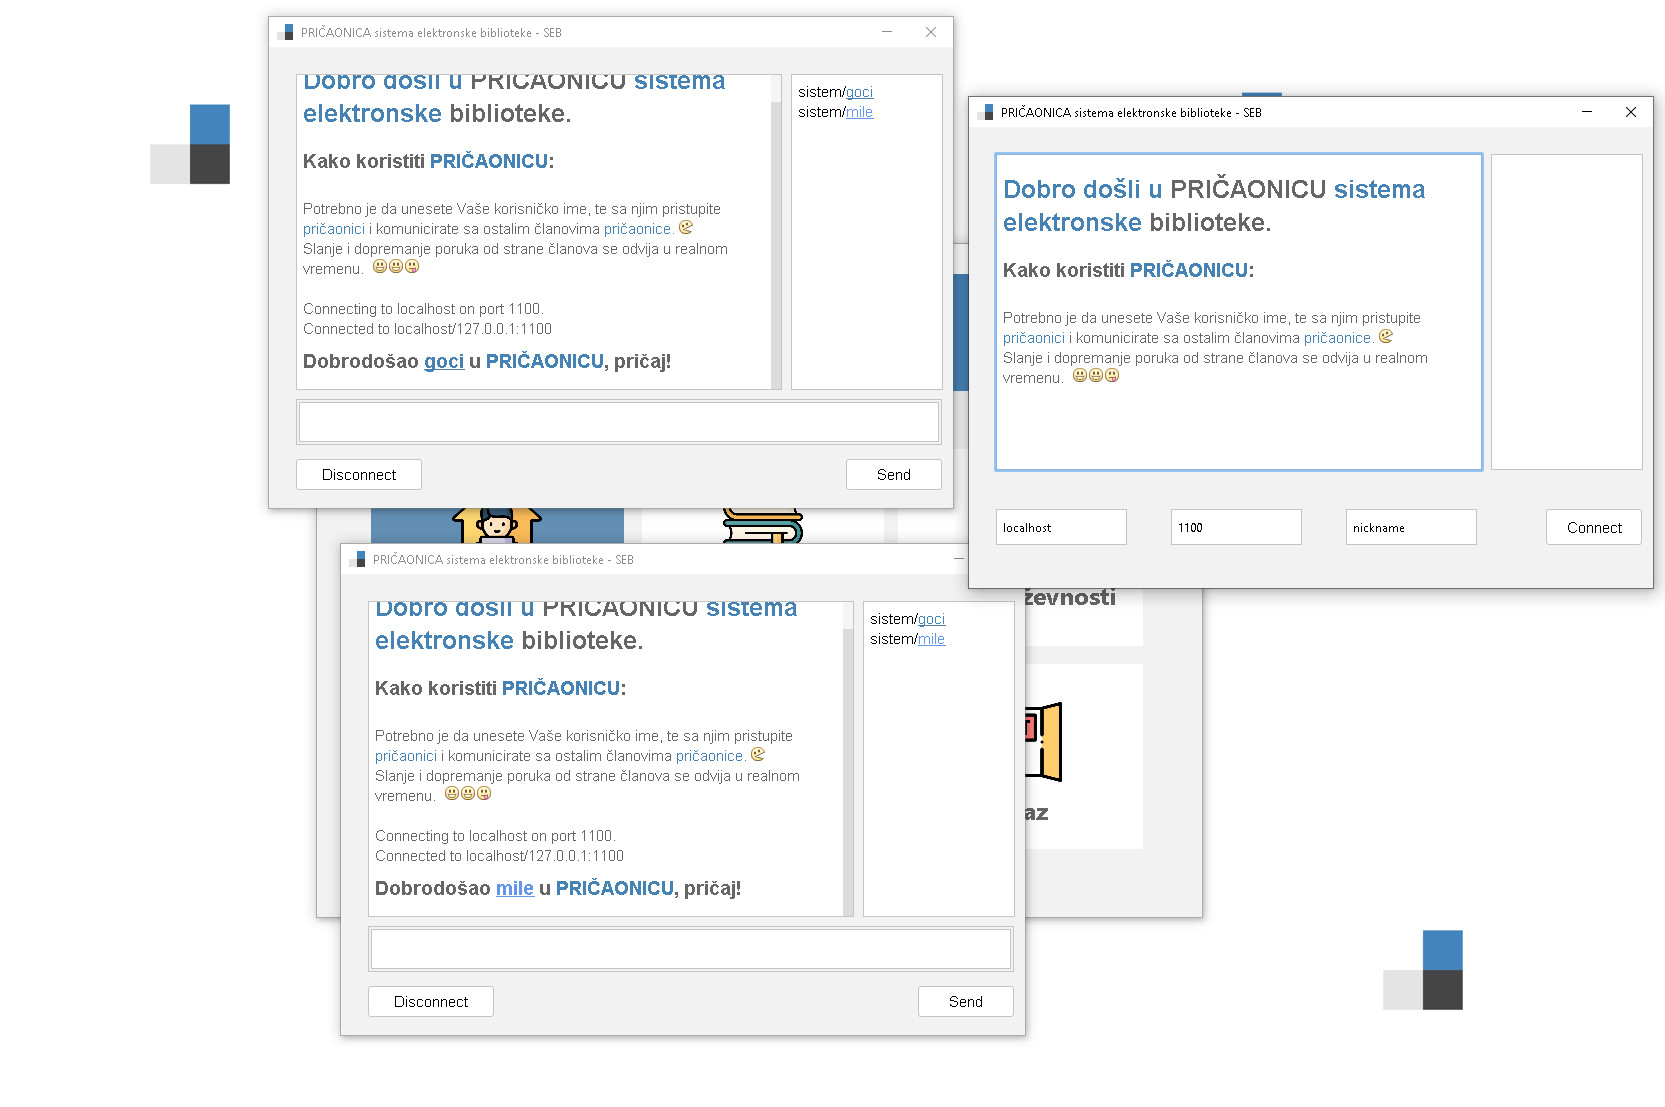 PRIČAONICA sistema elektronske biblioteke - SEB
Dobro došli u PRIČAONICU sistema
elektronske biblioteke.
Kako koristiti PRIČAONICU:
Potrebno je da unesete Vaše korisničko ime, te sa njim pristupite
pričaonici i komunicirate sa ostalim članovima pričaonice.
Slanje i dopremanje poruka od strane članova se odvija u realnom
vremenu.
Connecting to localhost on port 1100.
Connected to localhost/127.0.0.1:1100
Dobrodošao goci u PRIČAONICU, pričaj!
sistem/goci
sistem/mile
Disconnect
Send
PRIČAONICA sistema elektronske biblioteke - SEB
Dobro došli u PRIČAONICU sistema
elektronske biblioteke.
Kako koristiti PRIČAONICU:
Potrebno je da unesete Vaše korisničko ime, te sa njim pristupite
pričaonici i komunicirate sa ostalim članovima pričaonice.
Slanje i dopremanje poruka od strane članova se odvija u realnom
vremenu.
localhost
1100
nickname
Connect
PRIČAONICA sistema elektronske biblioteke - SEB
Dobro došli u PRIČAONICU sistema
elektronske biblioteke.
Kako koristiti PRIČAONICU:
Potrebno je da unesete Vaše korisničko ime, te sa njim pristupite
pričaonici i komunicirate sa ostalim članovima pričaonice.
Slanje i dopremanje poruka od strane članova se odvija u realnom
vremenu.
Connecting to localhost on port 1100.
Connected to localhost/127.0.0.1:1100
Dobrodošao mile u PRIČAONICU, pričaj!
sistem/goci
sistem/mile
Disconnect
Send
ževnosti
az